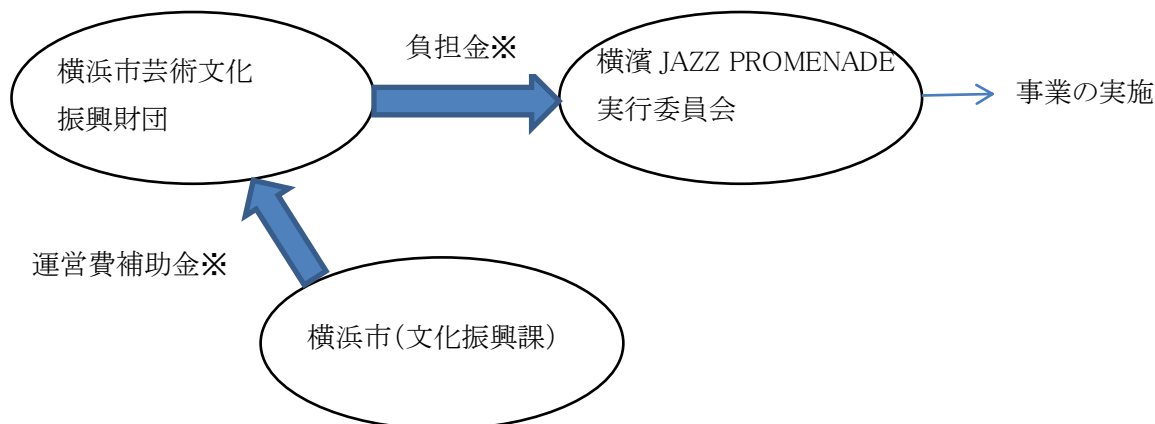 負担金※
横浜市芸術文化
振興財団
横濱 JAZZ PROMENADE
実行委員会
事業の実施
運営費補助金※
横浜市(文化振興課)